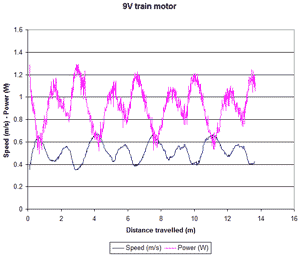 9V train motor
Speed (m/s) - Power (W)
1.6
1.4
1.2
1
0.8
0.6
0.4
0.2
0
0 2 4 6 8 10 12 14 16
Distance travelled (m)
Speed (m/s) Power (W)